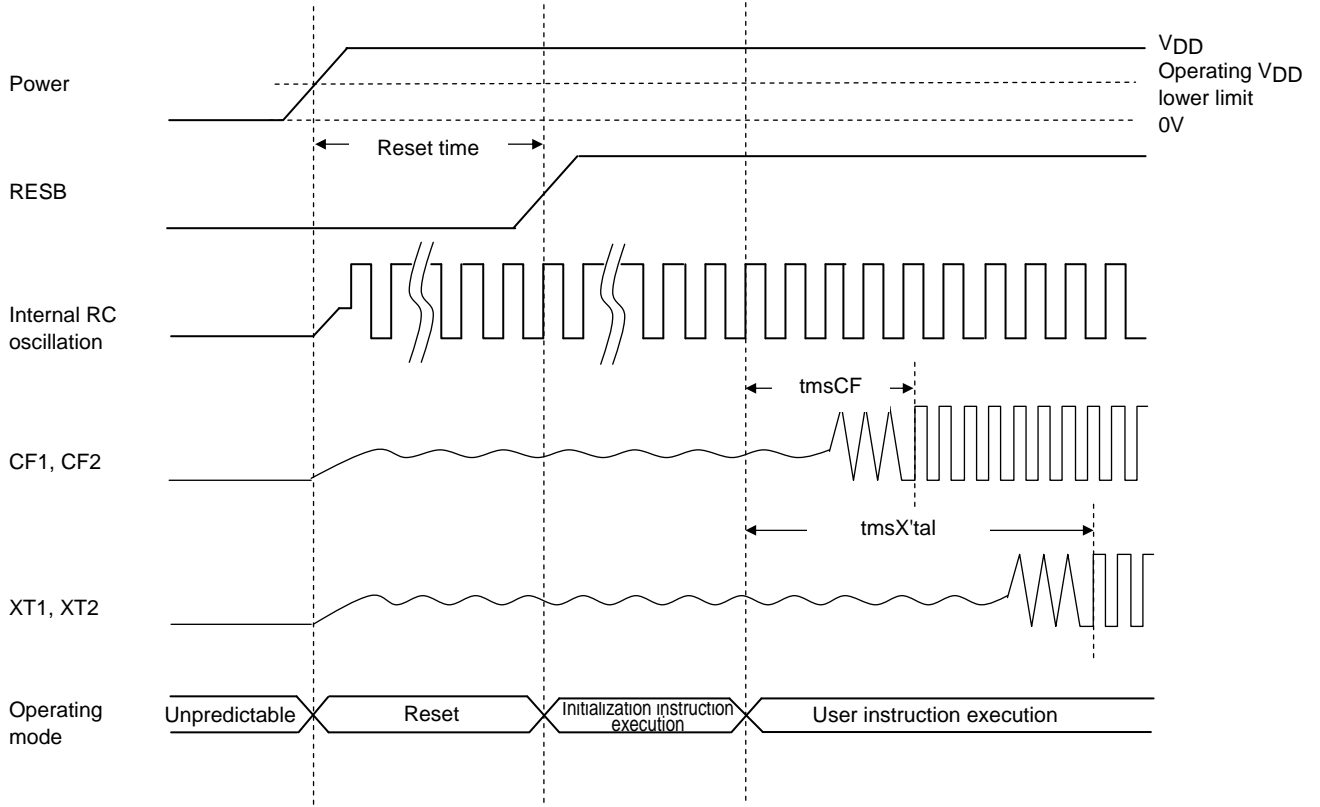 VDD
Power
Operating VDD
lower limit
0V
Reset time
RESB
Internal RC
oscillation
tmsCF
CF1, CF2
tmsX'tal
XT1, XT2
Operating
mode
Unpredictable
Reset
Initialization instruction
execution
User instruction execution